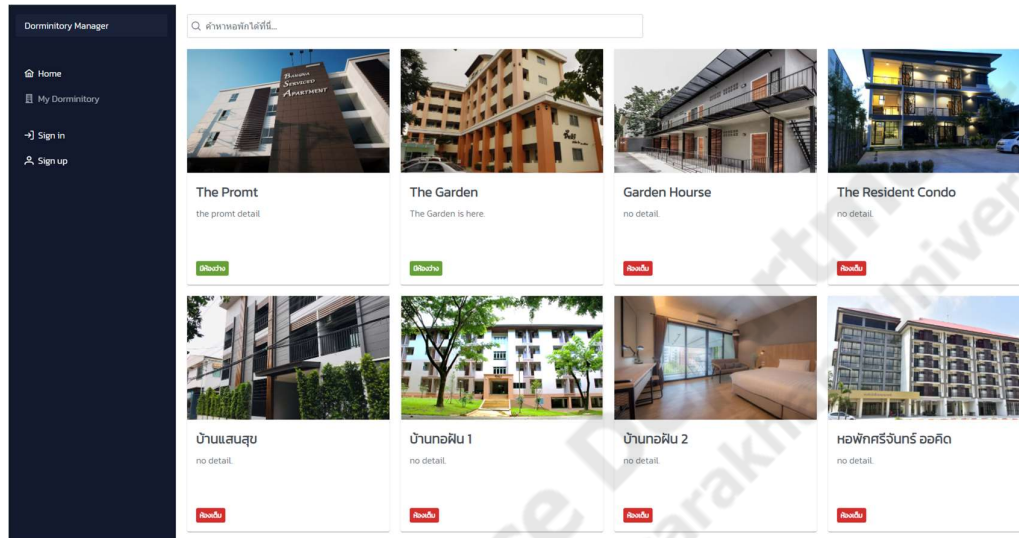 Dorminitory Manager
ค้นหาหอพักได้ที่นี่...
Home
My Dorminitory
Sign in
Sign up
BANANA
SERVICED
APARTMENT
The Promt
the promt detail
มีห้องว่าง
The Garden
The Garden is here.
มีห้องว่าง
Garden Hourse
no detail.
ห้องเต็ม
The Resident Condo
no detail.
ห้องเต็ม
บ้านแสนสุข
no detail.
ห้องเต็ม
บ้านทอฝัน 1
no detail.
ห้องเต็ม
บ้านทอฝัน 2
no detail.
ห้องเต็ม
หอพักศรีจันทร์ ออคิด
no detail.
ห้องเต็ม